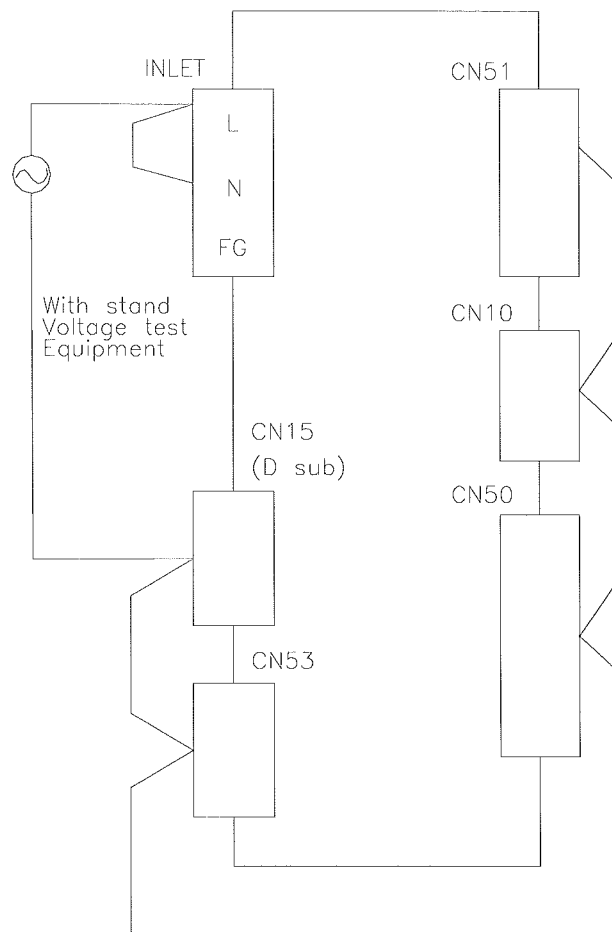 INLET
L
N
FG
With stand
Voltage test
Equipment
CN15
(D sub)
CN53
CN51
CN10
CN50